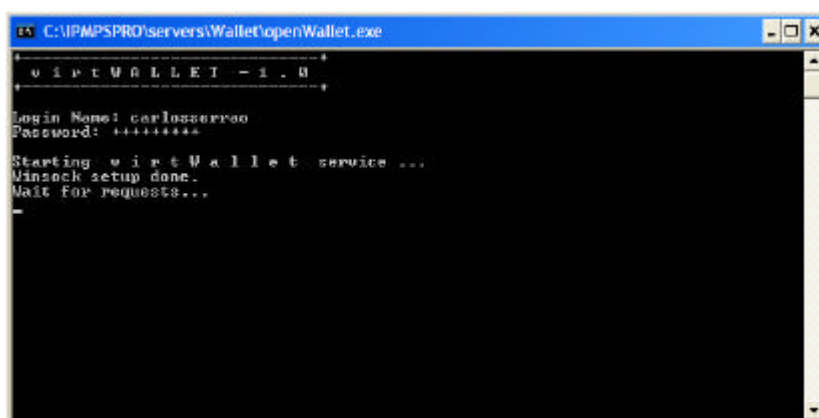 C:\IPMPSPRO\servers\Wallet\openWallet.exe
+------------------------------------+
v i r t W A L L E T - 1 . 0
+------------------------------------+
Login Name: carlosserrao
Password: +++++++++
Starting v i r t W a l l e t service ...
Winsock setup done.
Wait for requests...